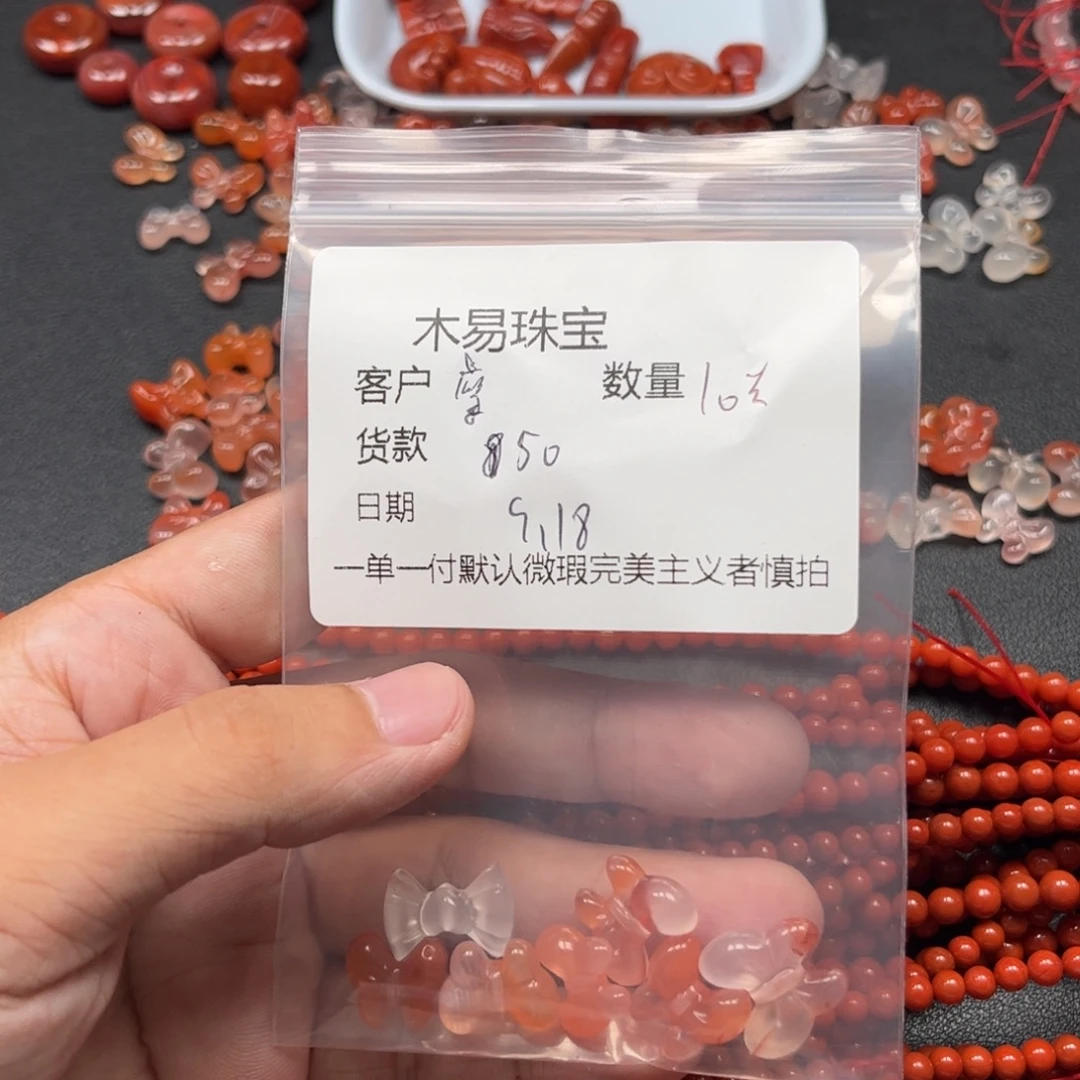 木易珠宝
客户 数量 10
货款 850
日期 9.18
一单一付默认微瑕完美主义者慎拍